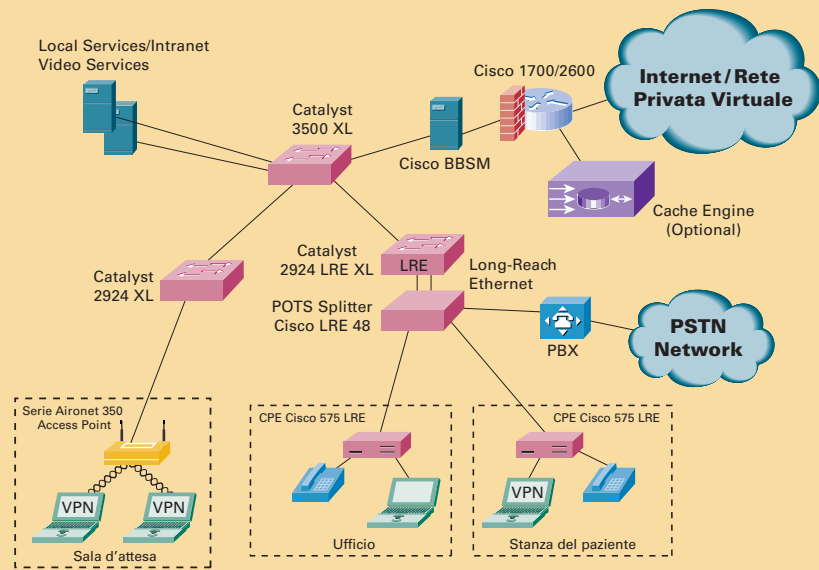 Local Services/Intranet
Video Services
Catalyst
3500 XL
Cisco BBSM
Cisco 1700/2600
Internet/Rete
Privata Virtuale
Cache Engine
(Optional)
Catalyst
2924 XL
Catalyst
2924 LRE XL
LRE
Long-Reach
Ethernet
POTS Splitter
Cisco LRE 48
PBX
PSTN
Network
Serie Aironet 350
Access Point
VPN
VPN
Sala d'attesa
CPE Cisco 575 LRE
Ufficio
CPE Cisco 575 LRE
VPN
Stanza del paziente